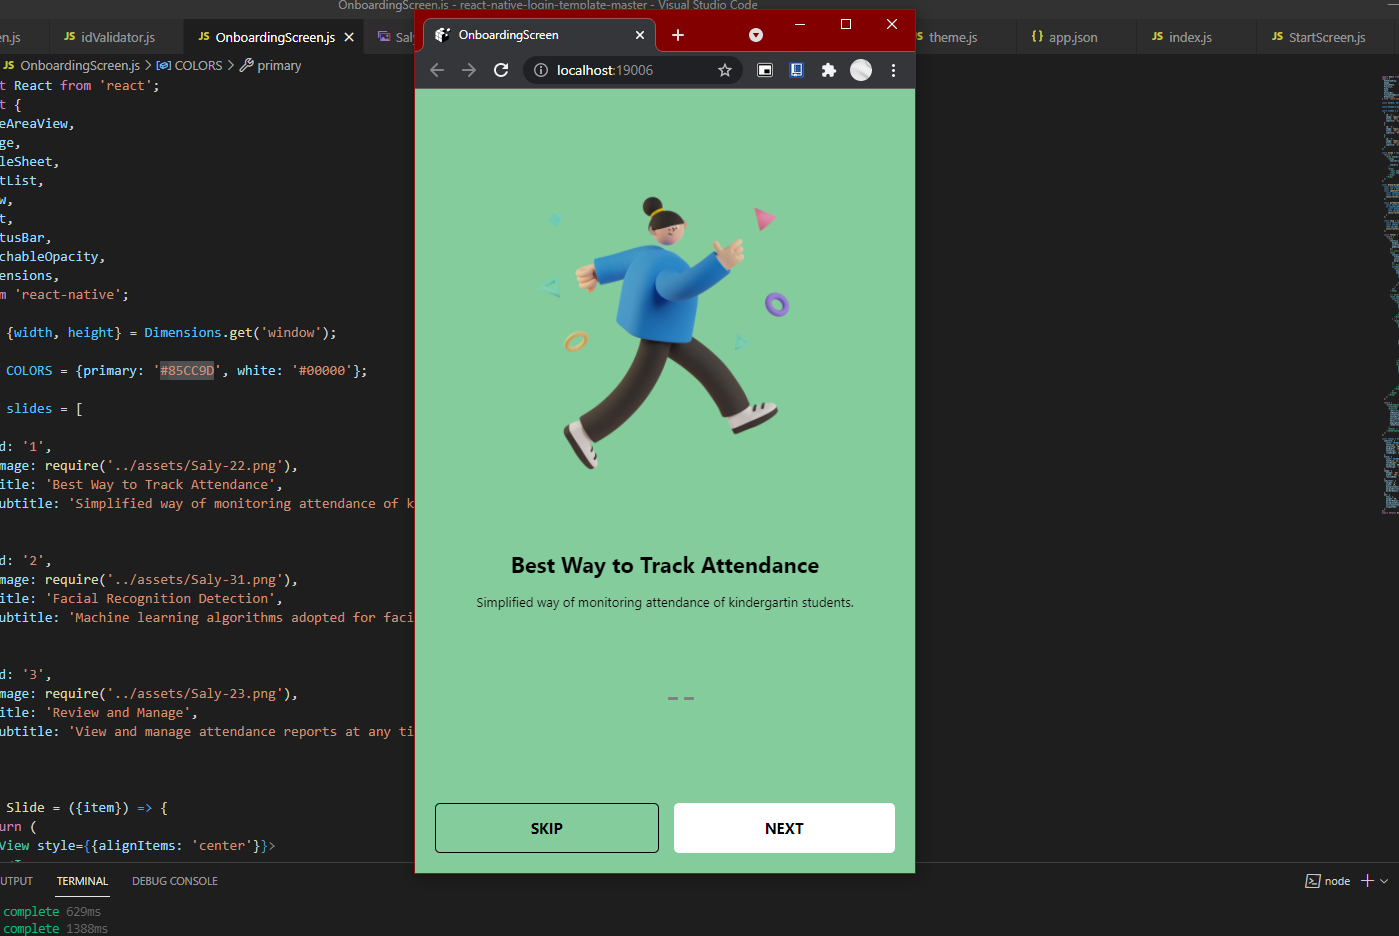 OnboardingScreen.js - react-native-login-template-master - Visual Studio Code
en.js
JS idValidator.js
JS OnboardingScreen.js
Sal
JS theme.js
{} app.json
JS index.js
JS StartScreen.js
JS OnboardingScreen.js > COLORS > primary
t React from 'react';
t {
eAreaView,
ge,
leSheet,
tList,
w,
t,
tusBar,
chableOpacity,
ensions,
m 'react-native';
{width, height} = Dimensions.get('window');
COLORS = {primary: '#85CC9D', white: '#00000'};
slides = [
d: '1',
mage: require('../assets/Saly-22.png'),
itle: 'Best Way to Track Attendance',
ubtitle: 'Simplified way of monitoring attendance of k
d: '2',
mage: require('../assets/Saly-31.png'),
itle: 'Facial Recognition Detection',
ubtitle: 'Machine learning algorithms adopted for faci
d: '3',
mage: require('../assets/Saly-23.png'),
itle: 'Review and Manage',
ubtitle: 'View and manage attendance reports at any ti
Slide = ({item}) => {
urn (
View style={{alignItems: 'center'}}>
UTPUT
TERMINAL
DEBUG CONSOLE
node
complete 629ms
complete 1388ms
OnboardingScreen
localhost:19006
Best Way to Track Attendance
Simplified way of monitoring attendance of kindergartin students.
SKIP
NEXT